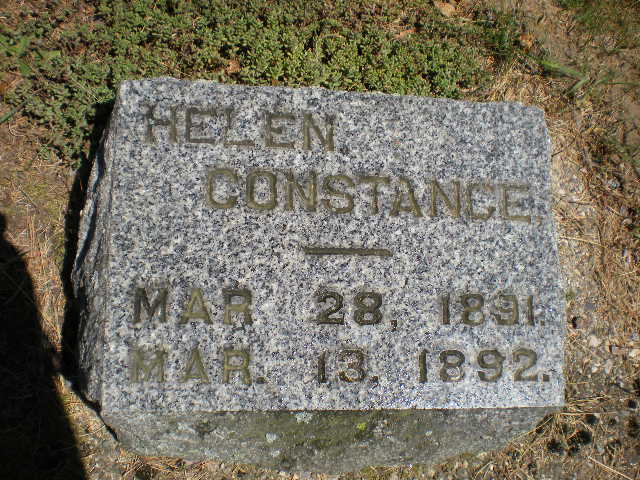 HELEN
CONSTANCE.
MAR 28, 1891.
MAR. 13, 1892.